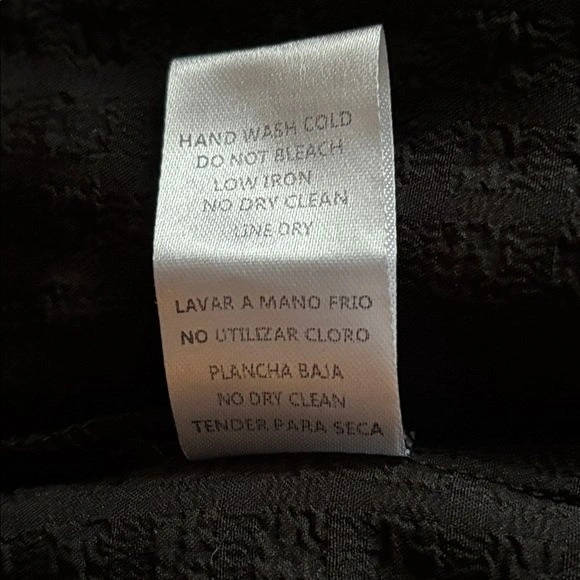 HAND WASH COLD
DO NOT BLEACH
LOW IRON
NO DRY CLEAN
LINE DRY
LAVAR A MANO FRIO
NO UTILIZAR CLORO
PLANCHA BAJA
NO DRY CLEAN
TENDER PARA SECA